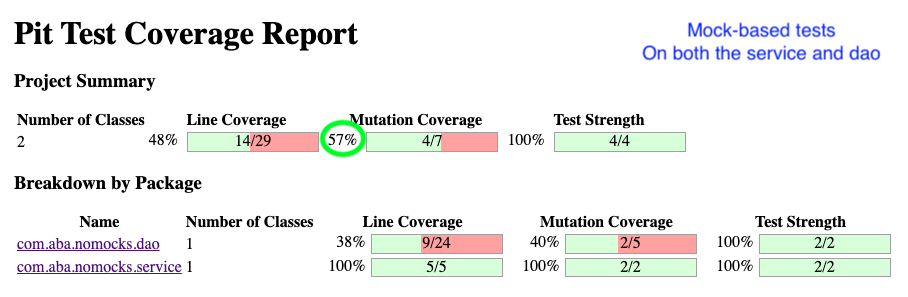 Pit Test Coverage Report
Mock-based tests
On both the service and dao
Project Summary
Number of Classes Line Coverage Mutation Coverage Test Strength
2 48% 14/29 57% 4/7 100% 4/4
Breakdown by Package
Name Number of Classes Line Coverage Mutation Coverage Test Strength
com.aba.nomocks.dao 1 38% 9/24 40% 2/5 100% 2/2
com.aba.nomocks.service 1 100% 5/5 100% 2/2 100% 2/2